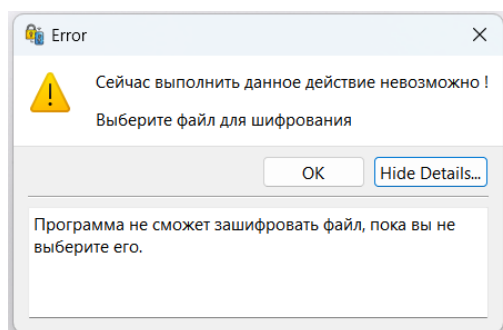 Error
Сейчас выполнить данное действие невозможно !
Выберите файл для шифрования
OK
Hide Details...
Программа не сможет зашифровать файл, пока вы не
выберите его.